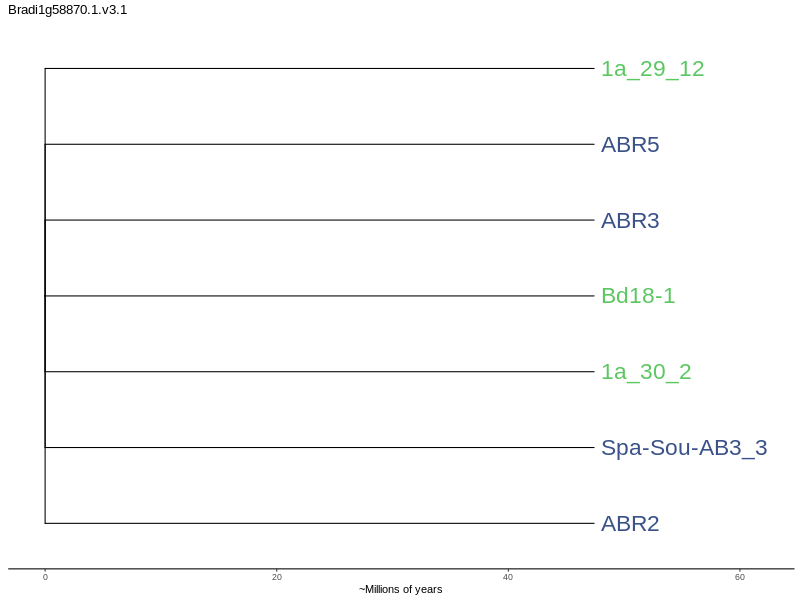 Bradi1g58870.1.v3.1
1a_29_12
ABR5
ABR3
Bd18-1
1a_30_2
Spa-Sou-AB3_3
ABR2
0 20 40 60
~Millions of years